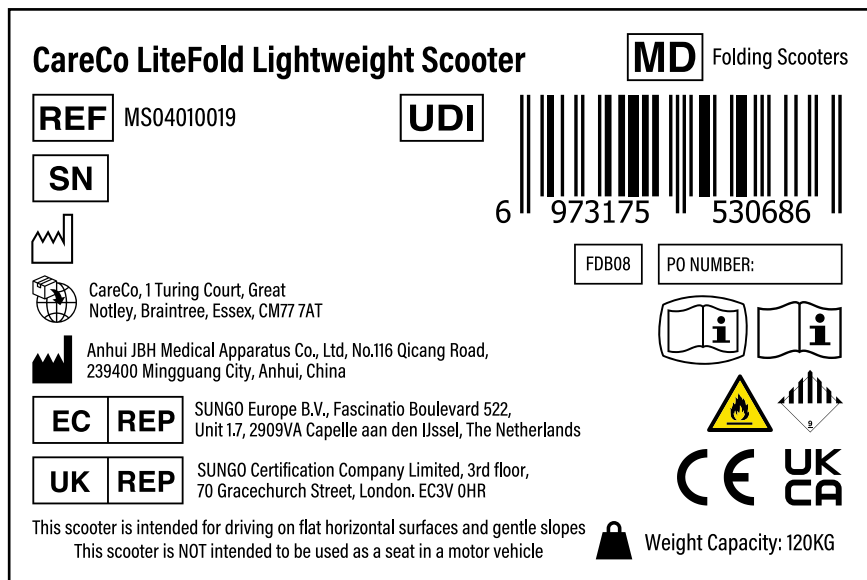 CareCo LiteFold Lightweight Scooter
MD Folding Scooters
REF MS04010019
UDI
SN
6 973175 530686
FDB08
PO NUMBER:
CareCo, 1 Turing Court, Great
Notley, Braintree, Essex, CM77 7AT
i
i
Anhui JBH Medical Apparatus Co., Ltd, No.116 Qicang Road,
239400 Mingguang City, Anhui, China
EC REP
SUNGO Europe B.V., Fascinatio Boulevard 522,
Unit 1.7, 2909VA Capelle aan den IJssel, The Netherlands
9
UK REP
SUNGO Certification Company Limited, 3rd floor,
70 Gracechurch Street, London. EC3V 0HR
CE
UK
CA
This scooter is intended for driving on flat horizontal surfaces and gentle slopes
This scooter is NOT intended to be used as a seat in a motor vehicle
Weight Capacity: 120KG